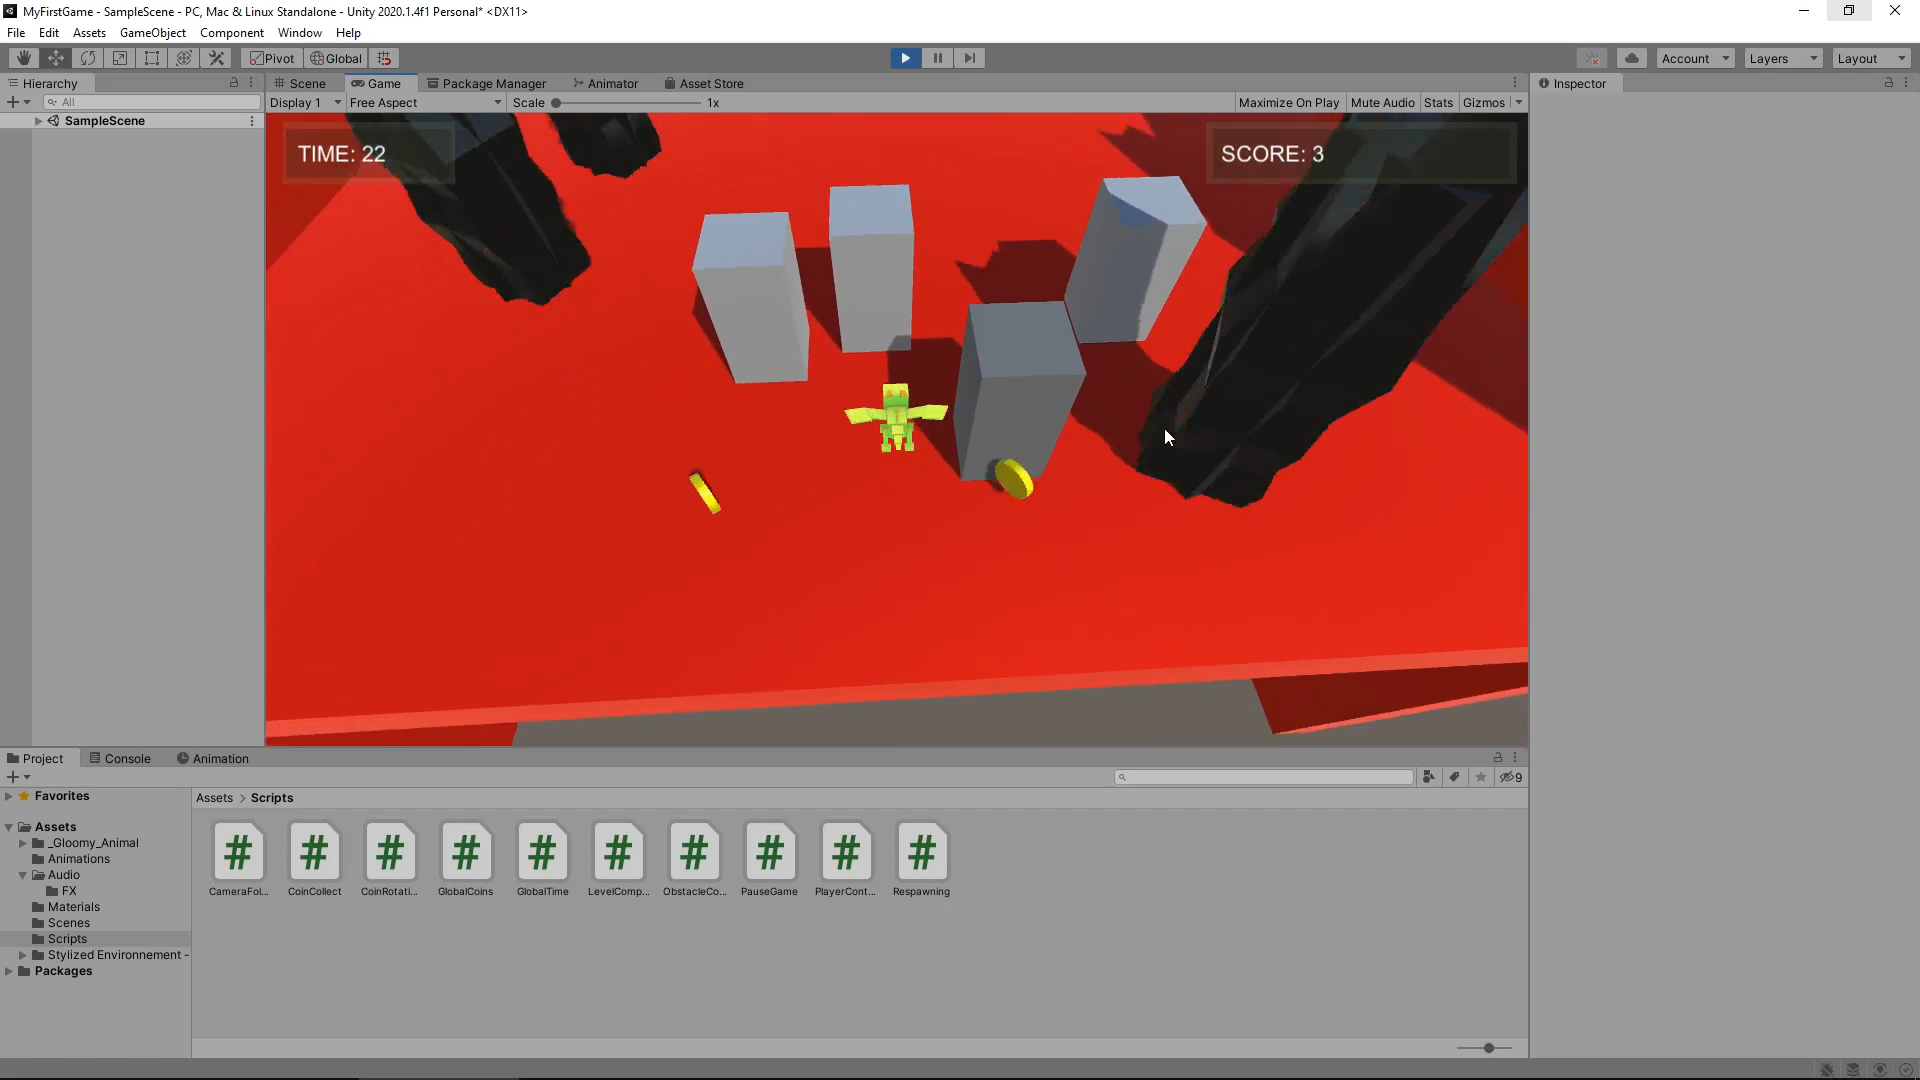 MyFirstGame - SampleScene - PC, Mac & Linux Standalone - Unity 2020.1.4f1 Personal* <DX11>
File Edit Assets GameObject Component Window Help
Pivot Global Account Layers Layout
Hierarchy Scene Game Package Manager Animator Asset Store Inspector
All Display 1 Free Aspect Scale 1x Maximize On Play Mute Audio Stats Gizmos
SampleScene
TIME: 22
SCORE: 3
Project Console Animation
9
Favorites
Assets > Scripts
Assets
_Gloomy_Animal
Animations
Audio
FX
Materials
Scenes
Scripts
Stylized Environnement -
Packages
CameraFol... CoinCollect CoinRotati... GlobalCoins GlobalTime LevelComp... ObstacleCo... PauseGame PlayerCont... Respawning